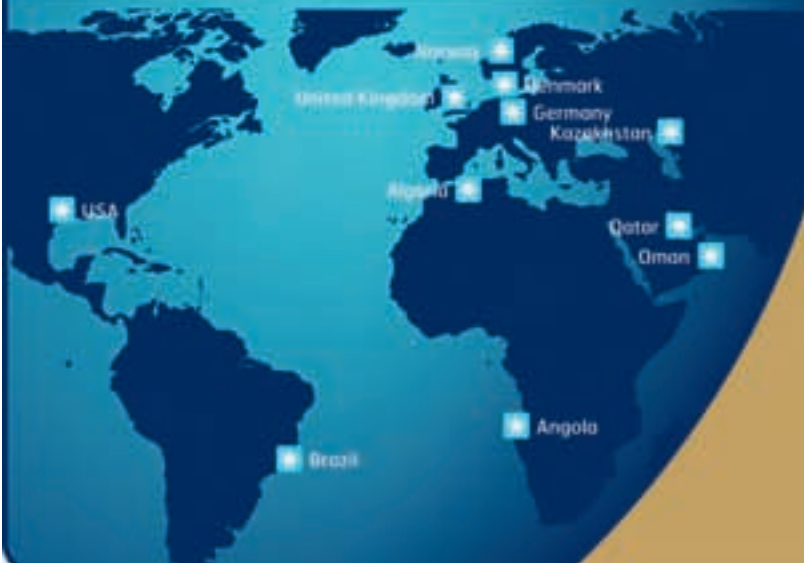 Norway
Denmark
United Kingdom
Germany
Kazakhstan
Algeria
USA
Qatar
Oman
Angola
Brazil